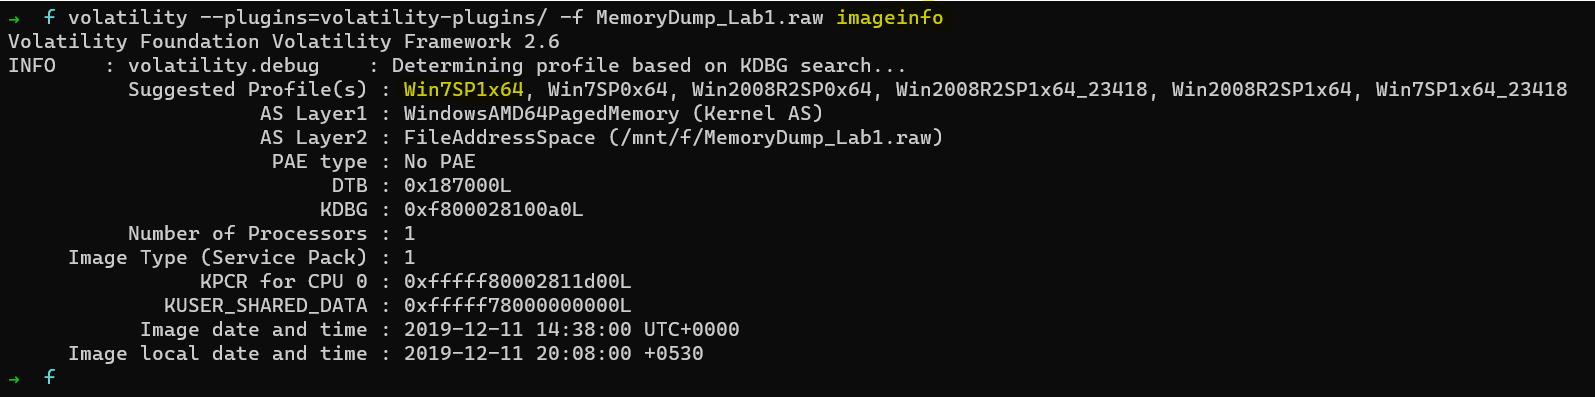 → f volatility --plugins=volatility-plugins/ -f MemoryDump_Lab1.raw imageinfo
Volatility Foundation Volatility Framework 2.6
INFO    : volatility.debug    : Determining profile based on KDBG search...
          Suggested Profile(s) : Win7SP1x64, Win7SP0x64, Win2008R2SP0x64, Win2008R2SP1x64_23418, Win2008R2SP1x64, Win7SP1x64_23418
                     AS Layer1 : WindowsAMD64PagedMemory (Kernel AS)
                     AS Layer2 : FileAddressSpace (/mnt/f/MemoryDump_Lab1.raw)
                      PAE type : No PAE
                           DTB : 0x187000L
                          KDBG : 0xf800028100a0L
          Number of Processors : 1
     Image Type (Service Pack) : 1
                KPCR for CPU 0 : 0xfffff80002811d00L
             KUSER_SHARED_DATA : 0xfffff78000000000L
           Image date and time : 2019-12-11 14:38:00 UTC+0000
     Image local date and time : 2019-12-11 20:08:00 +0530
→ f